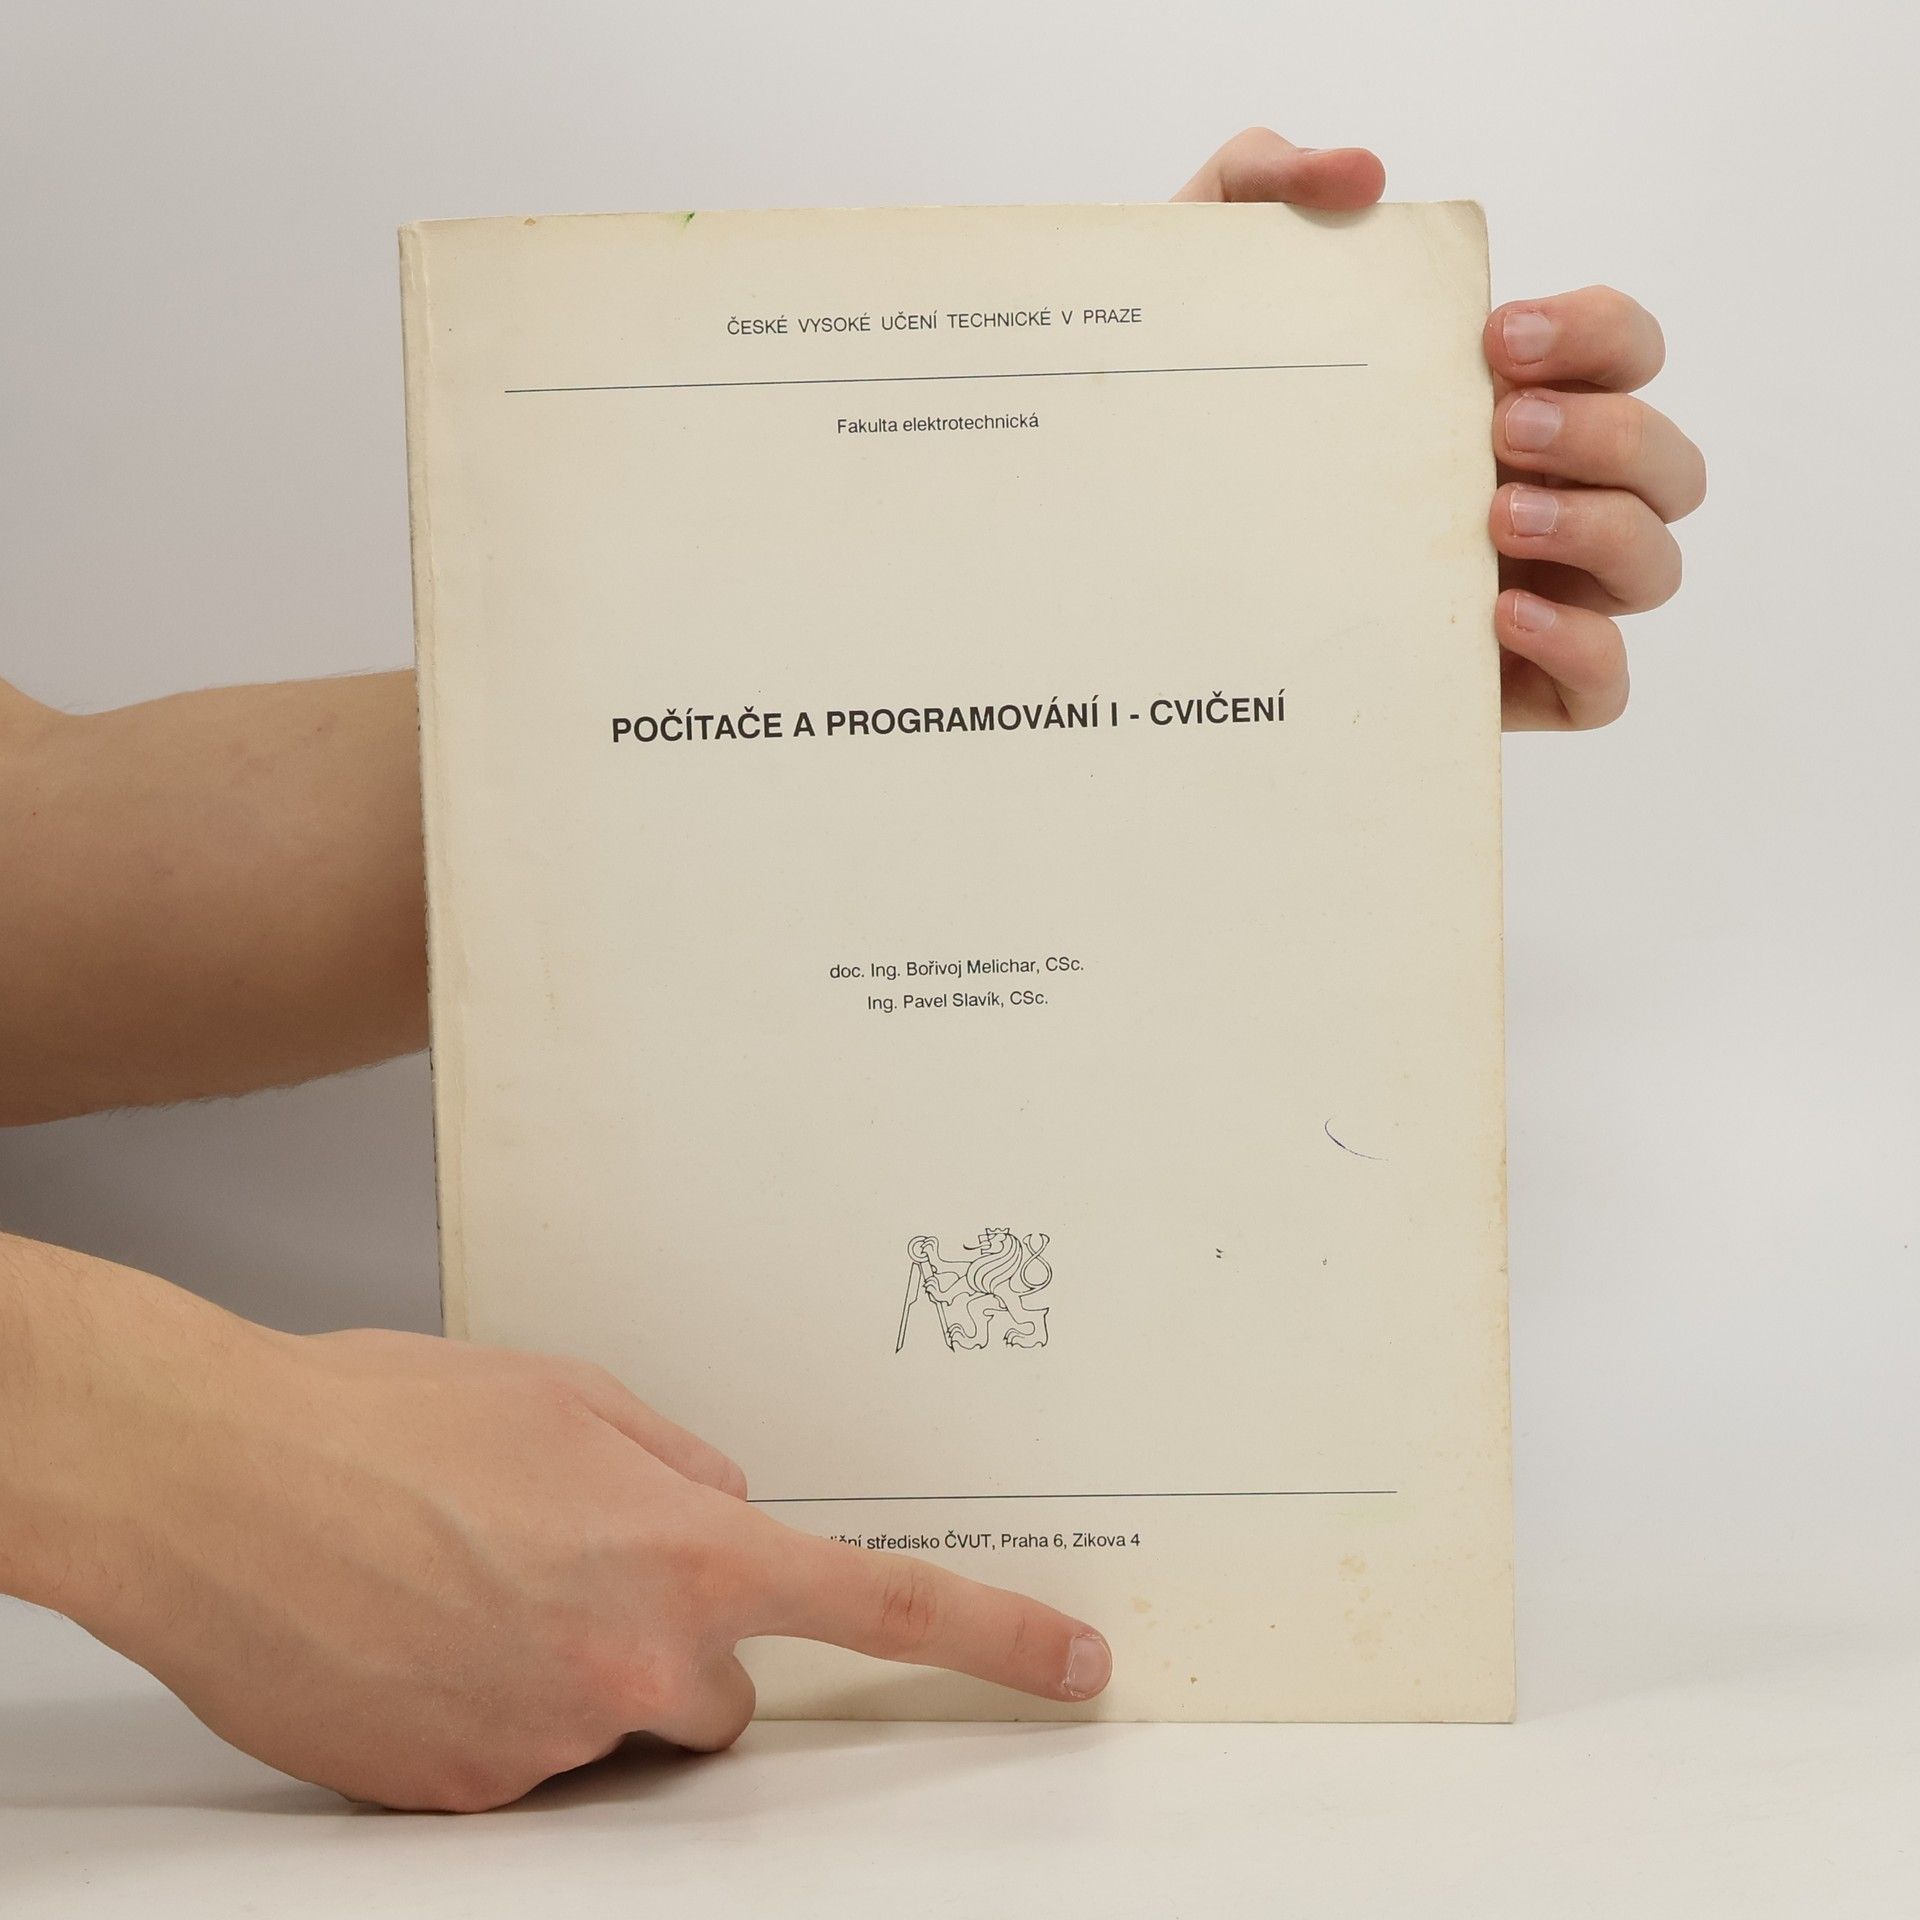 ČESKÉ VYSOKÉ UČENÍ TECHNICKÉ V PRAZE
Fakulta elektrotechnická
POČÍTAČE A PROGRAMOVÁNÍ I - CVIČENÍ
doc. Ing. Bořivoj Melichar, CSc.
Ing. Pavel Slavík, CSc.
středisko ČVUT, Praha 6, Zikova 4